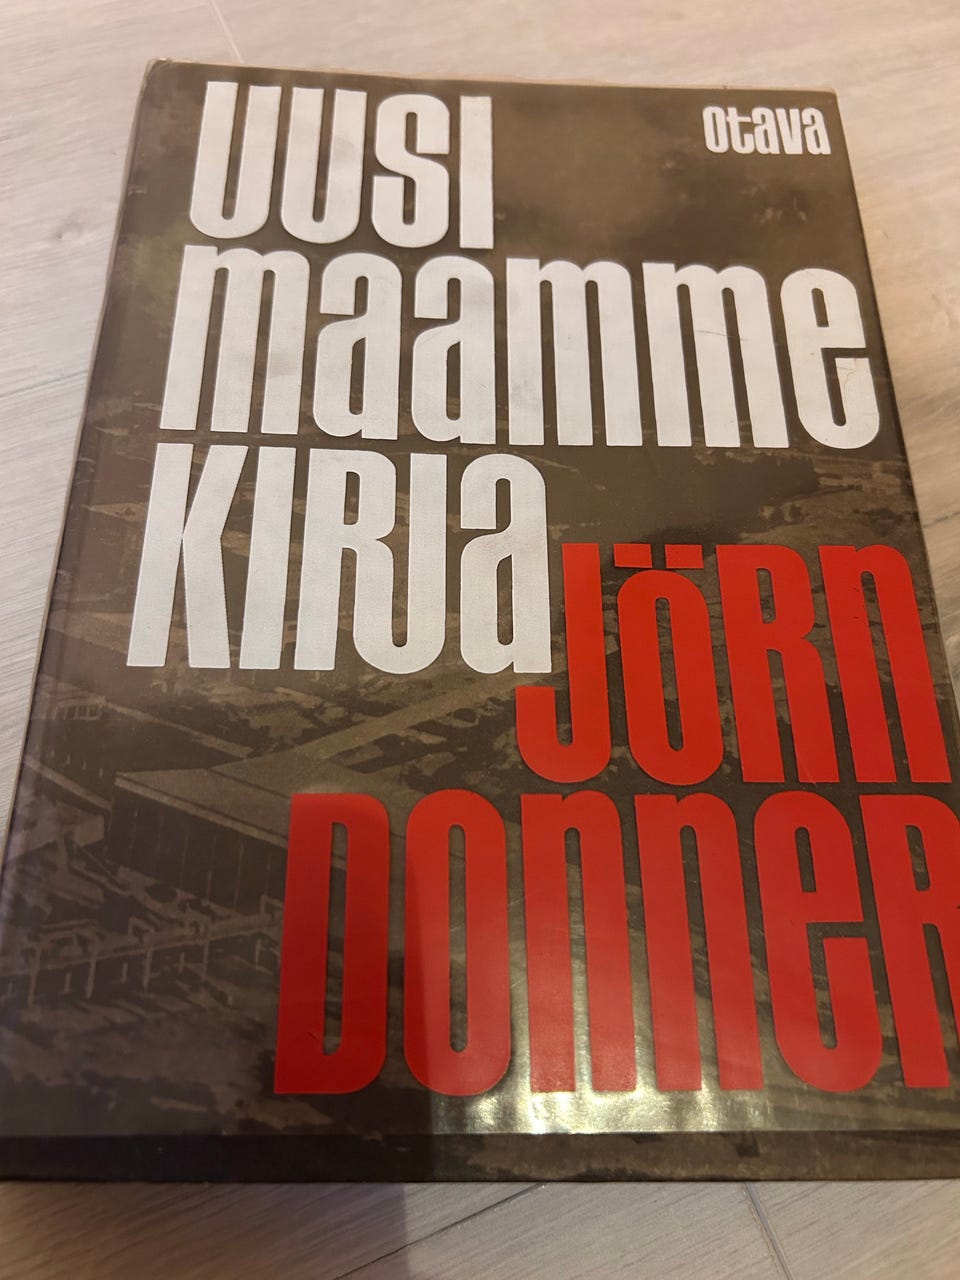 UUSI
Otava
maamme
KIRJa
JÖRn
DOnneR